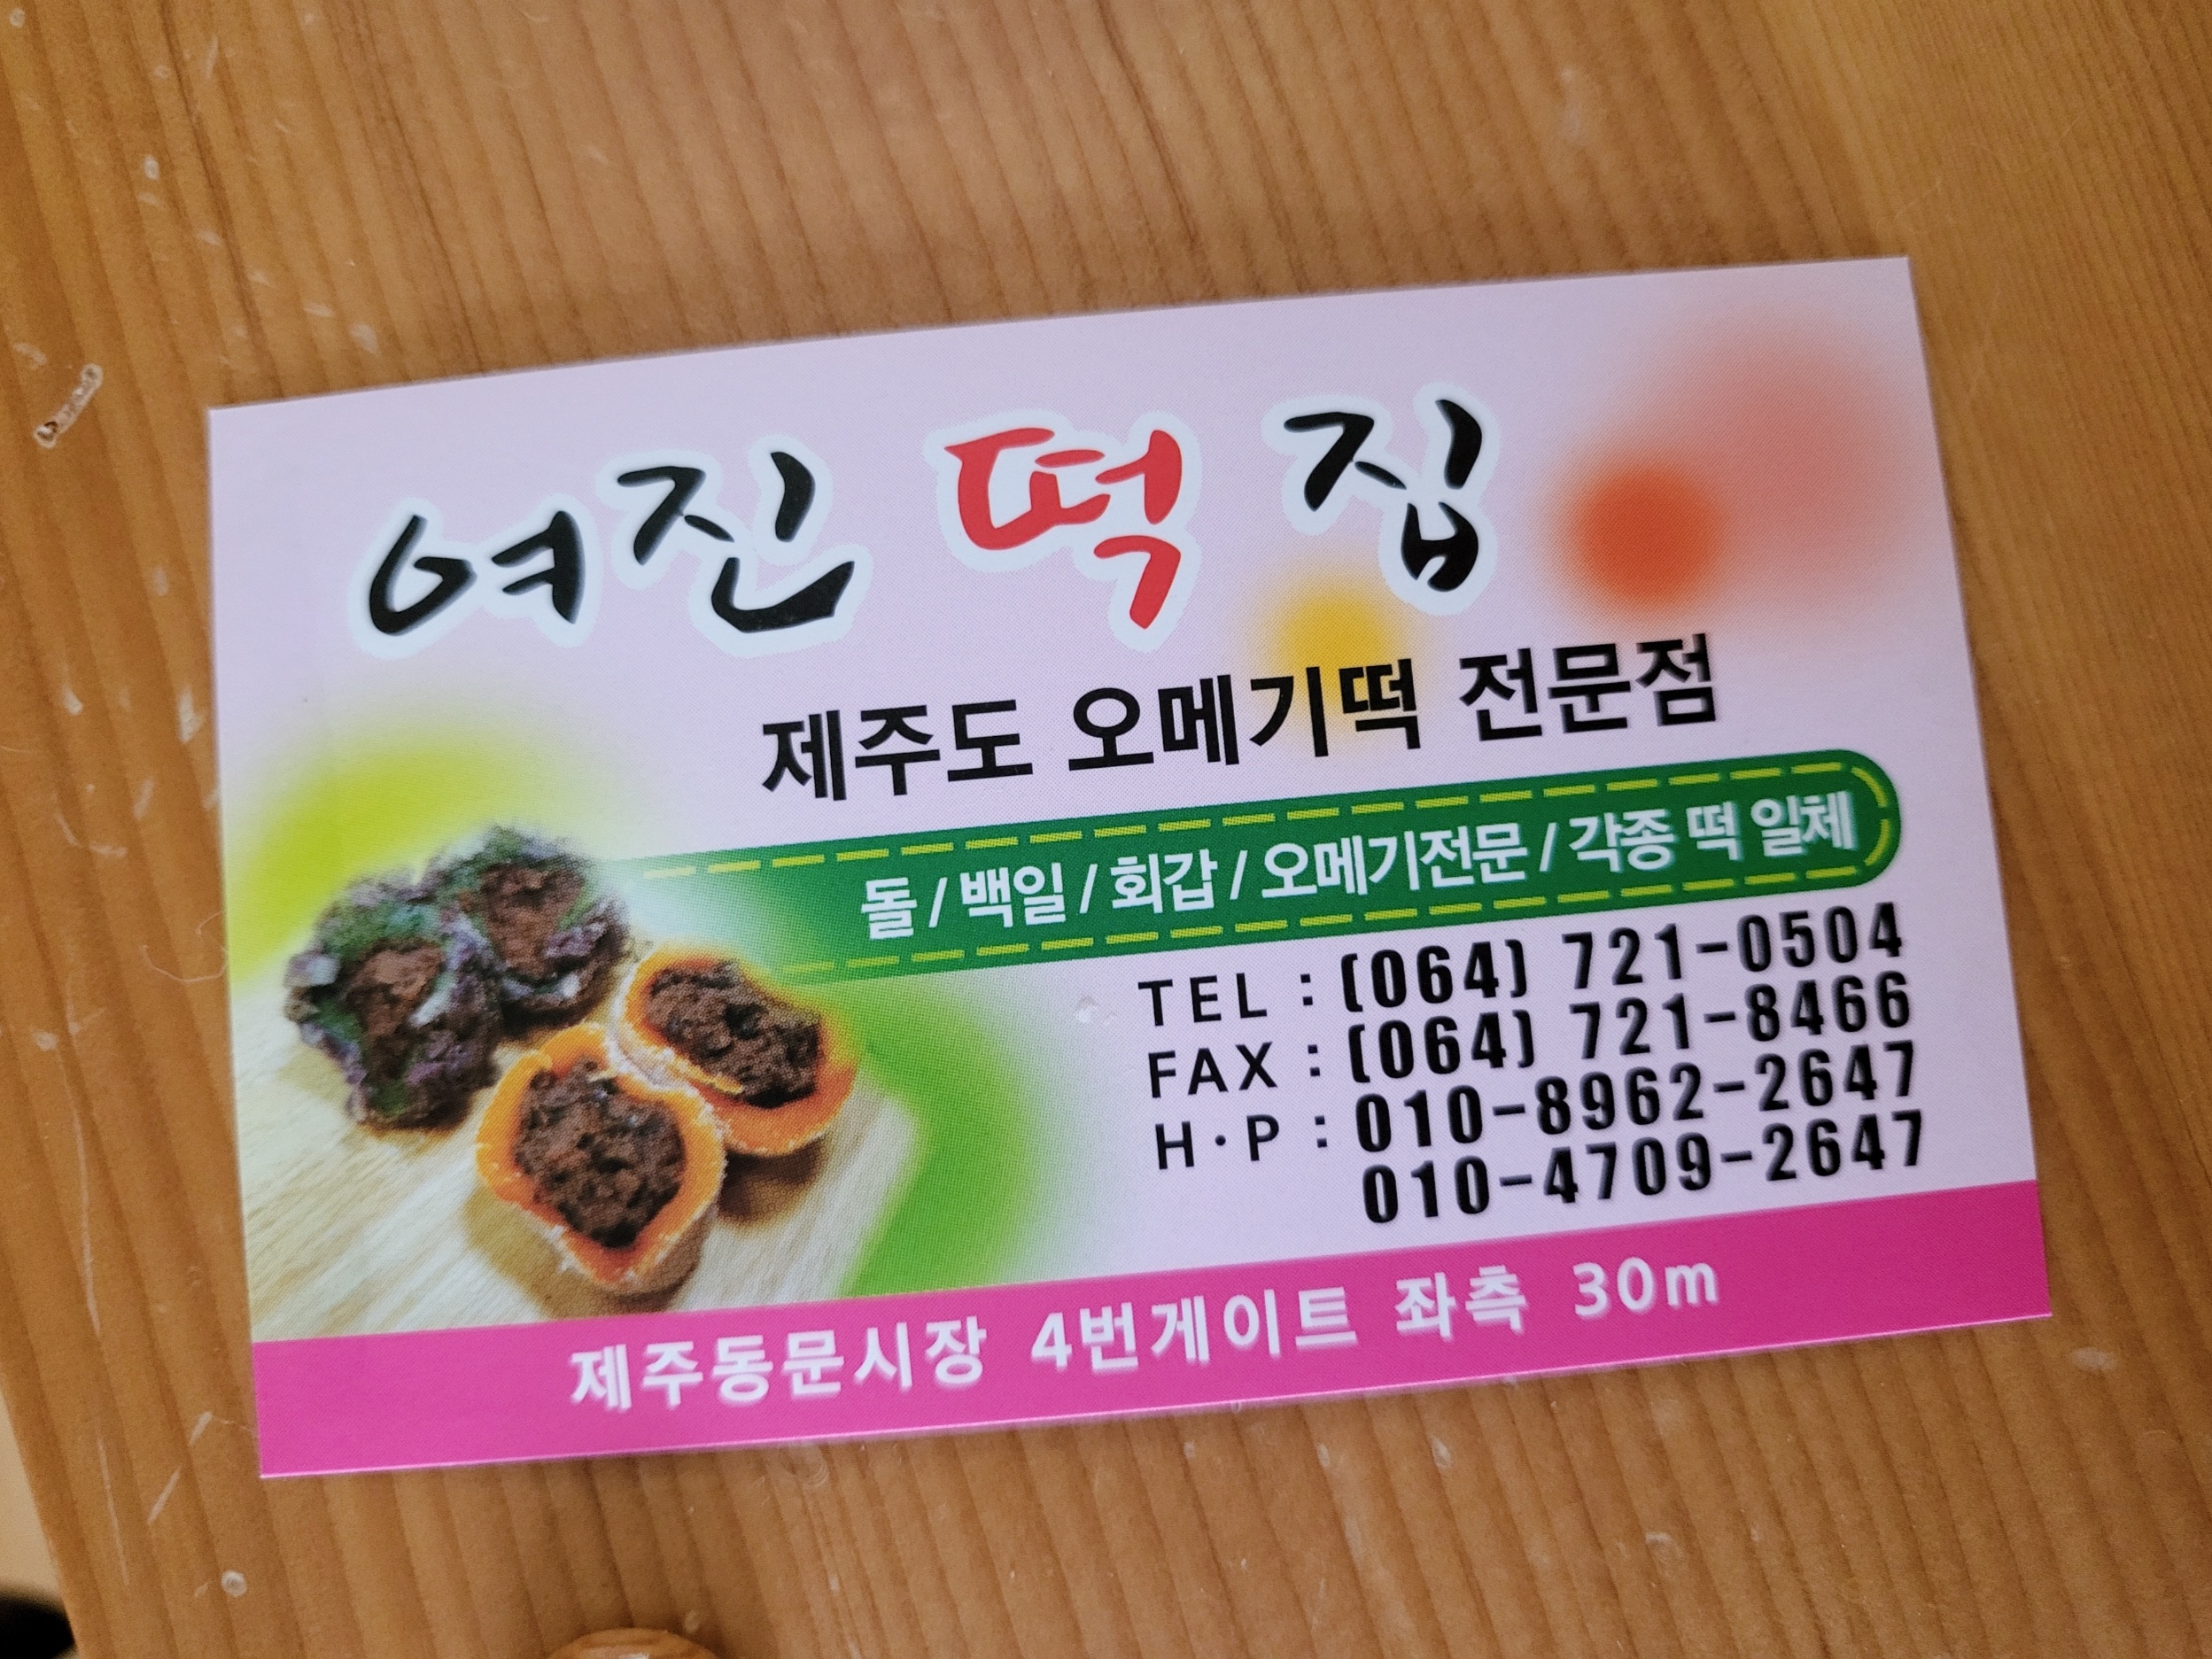 여진 떡 집
제주도 오메기떡 전문점
돌 / 백일 / 회갑 / 오메기전문 / 각종 떡 일체
TEL : (064) 721-0504
FAX : (064) 721-8466
H·P : 010-8962-2647
010-4709-2647
제주동문시장 4번게이트 좌측 30m